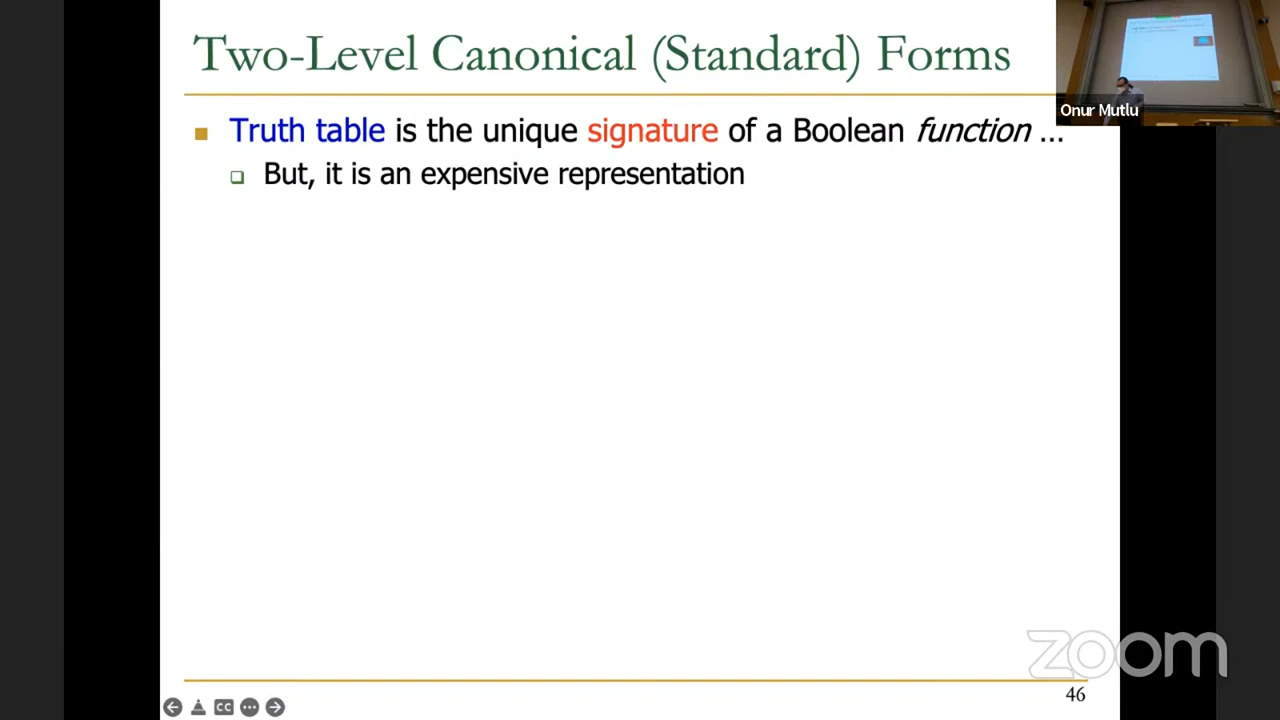 Two-Level Canonical (Standard) Forms
Onur Mutlu
Truth table is the unique signature of a Boolean function ...
But, it is an expensive representation
zoom
46
CC